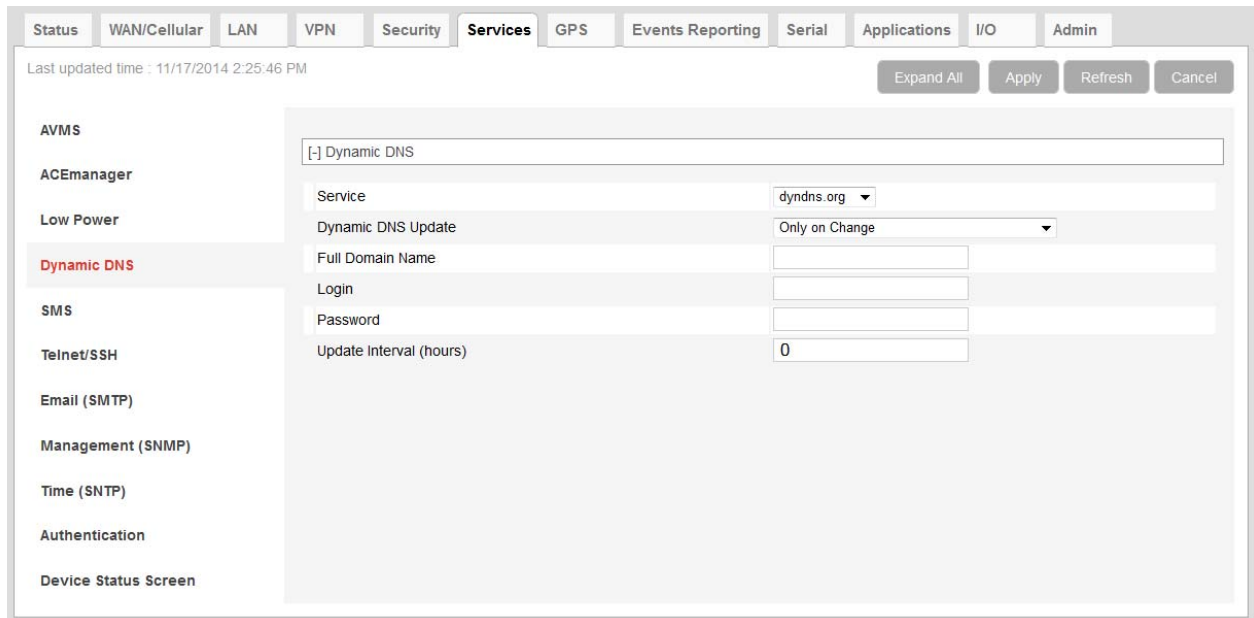 Status WAN/Cellular LAN VPN Security Services GPS Events Reporting Serial Applications I/O Admin
Last updated time : 11/17/2014 2:25:46 PM
Expand All Apply Refresh Cancel
AVMS
ACEmanager
Low Power
Dynamic DNS
SMS
Telnet/SSH
Email (SMTP)
Management (SNMP)
Time (SNTP)
Authentication
Device Status Screen
[-] Dynamic DNS
Service dyndns.org
Dynamic DNS Update Only on Change
Full Domain Name
Login
Password
Update Interval (hours) 0